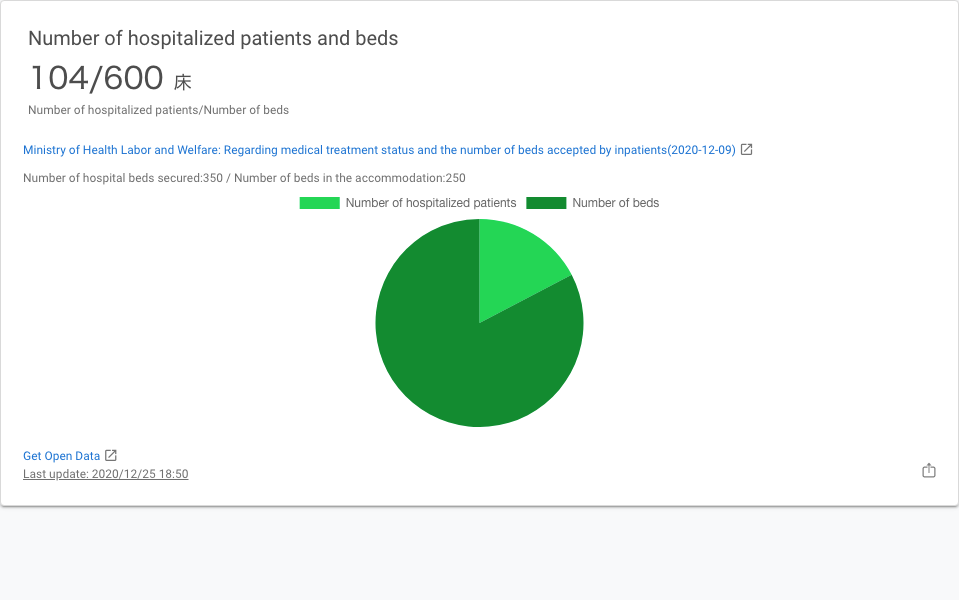 Number of hospitalized patients and beds
104/600 床
Number of hospitalized patients/Number of beds
Ministry of Health Labor and Welfare: Regarding medical treatment status and the number of beds accepted by inpatients(2020-12-09)
Number of hospital beds secured:350 / Number of beds in the accommodation:250
Number of hospitalized patients Number of beds
Get Open Data
Last update: 2020/12/25 18:50